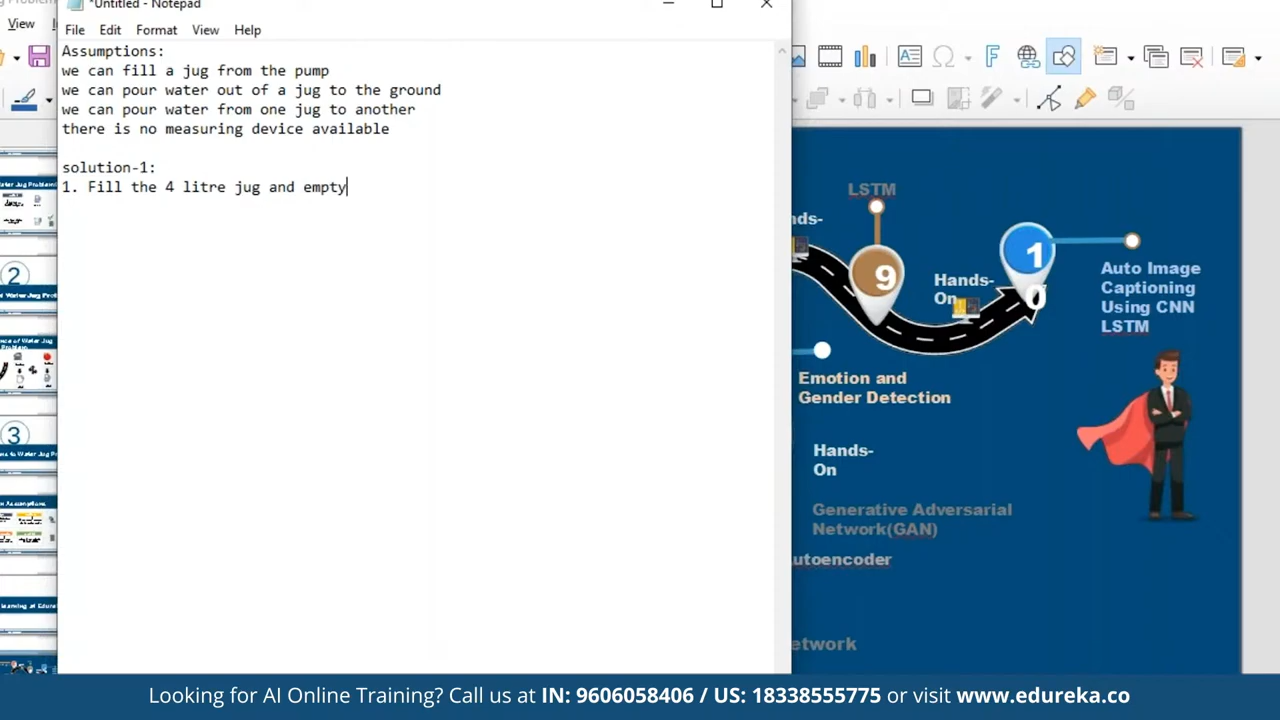 *Untitled - Notepad
View
File Edit Format View Help
Assumptions:
we can fill a jug from the pump
we can pour water out of a jug to the ground
we can pour water from one jug to another
there is no measuring device available
solution-1:
1. Fill the 4 litre jug and empty
2
3
LSTM
9
Hands-
On
1
0
Auto Image
Captioning
Using CNN
LSTM
Emotion and
Gender Detection
Hands-
On
Generative Adversarial
Network(GAN)
utoencoder
etwork
Looking for AI Online Training? Call us at IN: 9606058406 / US: 18338555775 or visit www.edureka.co